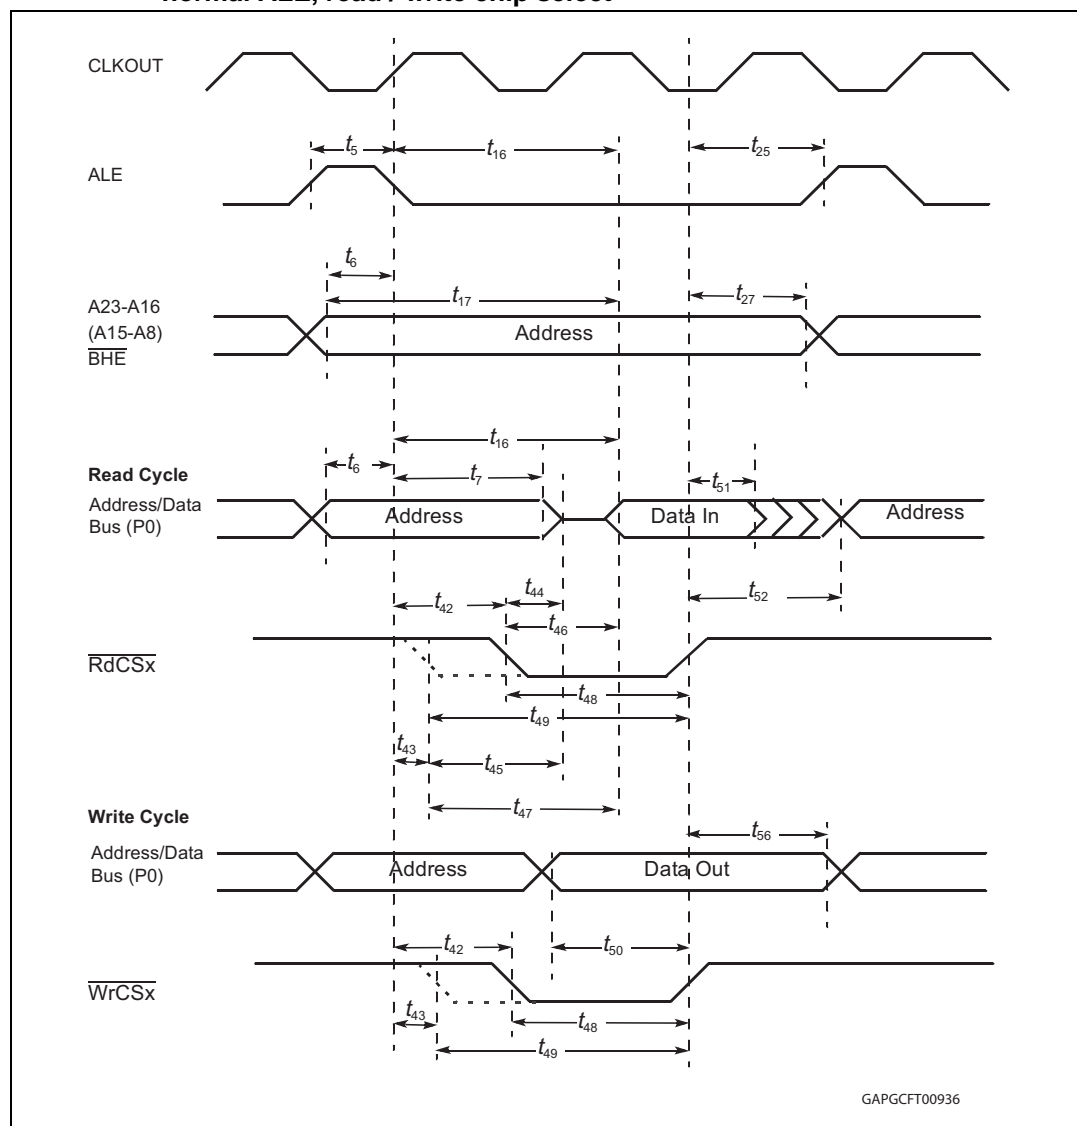 normal ALE, read / write chip select
CLKOUT
t5
t16
t25
ALE
t6
t17
t27
A23-A16
(A15-A8)
BHE
Address
t16
Read Cycle
t6
t7
t51
Address/Data
Bus (P0)
Address
Data In
Address
t42
t44
t52
t46
RdCSx
t48
t49
t43
t45
t47
Write Cycle
t56
Address/Data
Bus (P0)
Address
Data Out
t42
t50
WrCSx
t43
t48
t49
GAPGCFT00936